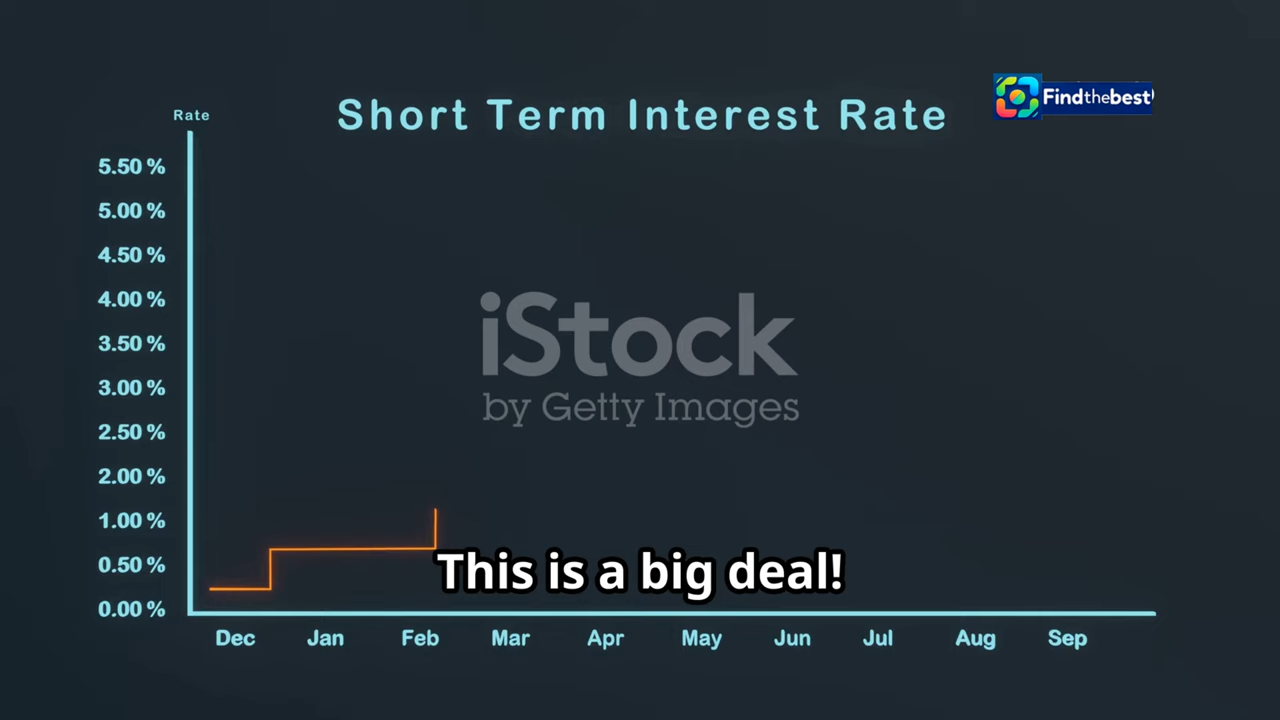 Short Term Interest Rate
Findthebest
Rate
5.50 %
5.00 %
4.50 %
4.00 %
3.50 %
3.00 %
2.50 %
2.00 %
1.00 %
0.50 %
0.00 %
iStock
by Getty Images
This is a big deal!
Dec Jan Feb Mar Apr May Jun Jul Aug Sep